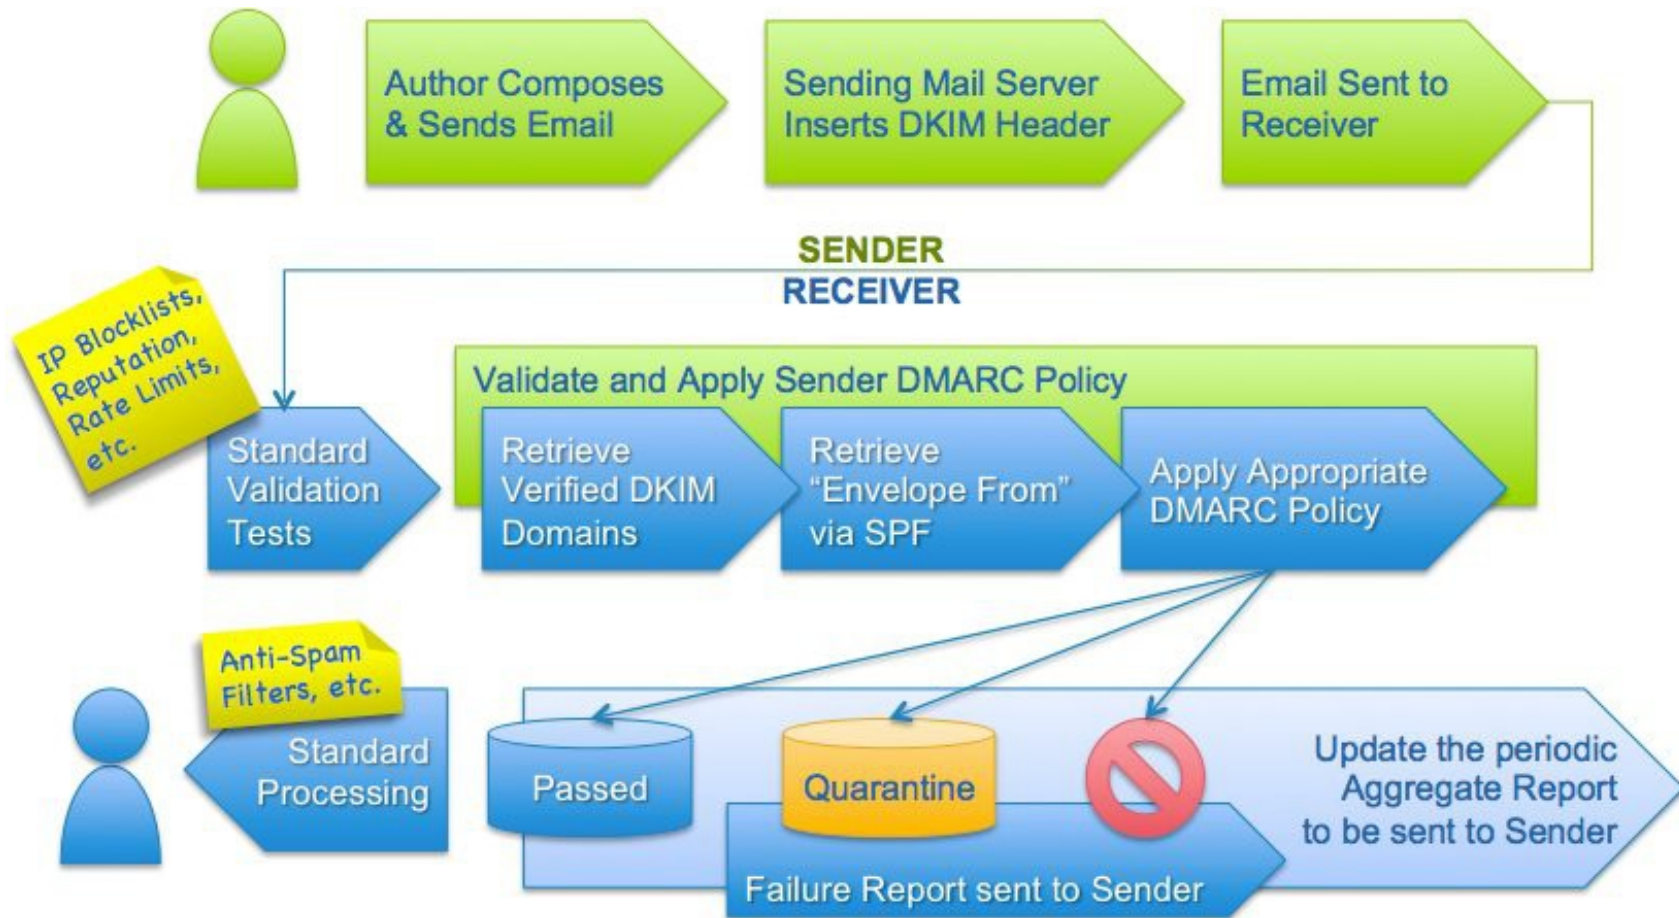 Author Composes
& Sends Email
Sending Mail Server
Inserts DKIM Header
Email Sent to
Receiver
SENDER
RECEIVER
IP Blocklists,
Reputation,
Rate Limits,
etc.
Validate and Apply Sender DMARC Policy
Standard
Validation
Tests
Retrieve
Verified DKIM
Domains
Retrieve
“Envelope From”
via SPF
Apply Appropriate
DMARC Policy
Anti-Spam
Filters, etc.
Standard
Processing
Passed
Quarantine
Update the periodic
Aggregate Report
to be sent to Sender
Failure Report sent to Sender